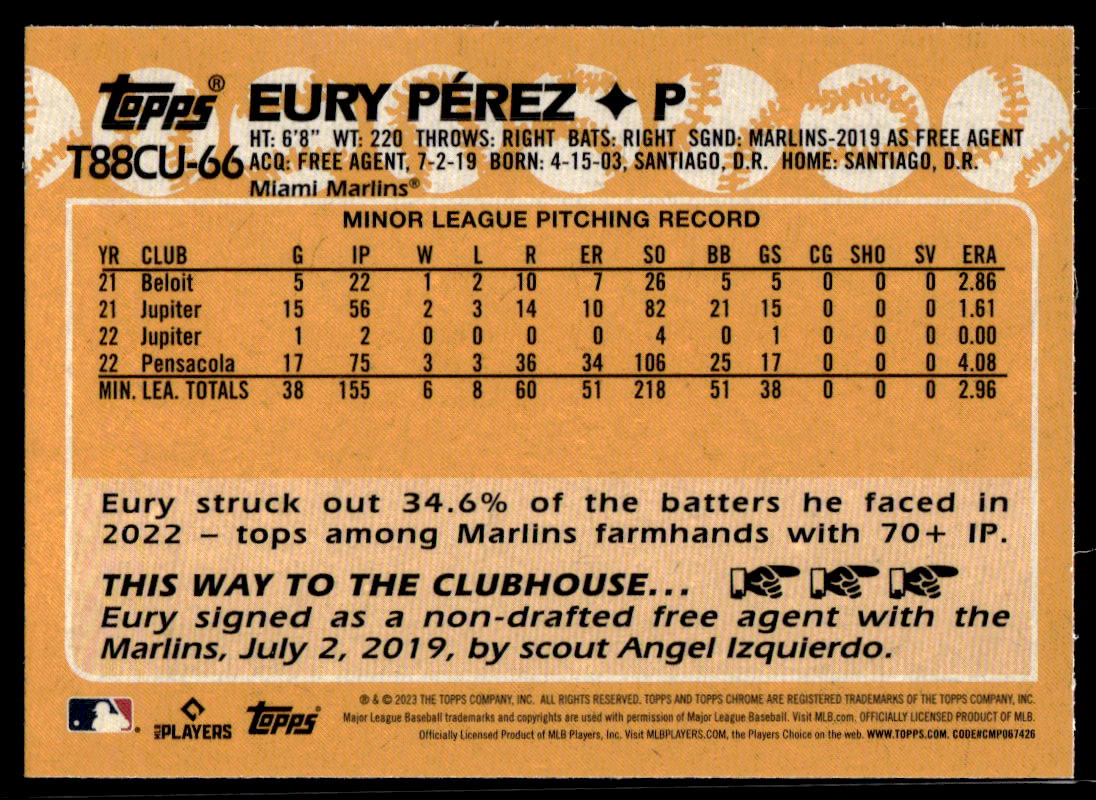 Topps® EURY PÉREZ ✦ P
HT: 6'8" WT: 220 THROWS: RIGHT BATS: RIGHT SGND: MARLINS-2019 AS FREE AGENT
T88CU-66 ACQ: FREE AGENT, 7-2-19 BORN: 4-15-03, SANTIAGO, D.R. HOME: SANTIAGO, D.R.
Miami Marlins®
MINOR LEAGUE PITCHING RECORD
YR CLUB G IP W L R ER SO BB GS CG SHO SV ERA
21 Beloit 5 22 1 2 10 7 26 5 5 0 0 0 2.86
21 Jupiter 15 56 2 3 14 10 82 21 15 0 0 0 1.61
22 Jupiter 1 2 0 0 0 0 4 0 1 0 0 0 0.00
22 Pensacola 17 75 3 3 36 34 106 25 17 0 0 0 4.08
MIN. LEA. TOTALS 38 155 6 8 60 51 218 51 38 0 0 0 2.96
Eury struck out 34.6% of the batters he faced in
2022 – tops among Marlins farmhands with 70+ IP.
THIS WAY TO THE CLUBHOUSE...
Eury signed as a non-drafted free agent with the
Marlins, July 2, 2019, by scout Angel Izquierdo.
® & © 2023 THE TOPPS COMPANY, INC. ALL RIGHTS RESERVED. TOPPS AND TOPPS CHROME ARE REGISTERED TRADEMARKS OF THE TOPPS COMPANY, INC.
Major League Baseball trademarks and copyrights are used with permission of Major League Baseball. Visit MLB.com. OFFICIALLY LICENSED PRODUCT OF MLB.
MLB PLAYERS Topps® Officially Licensed Product of MLB Players, Inc. Visit MLBPLAYERS.COM, the Players Choice on the web. WWW.TOPPS.COM. CODE#CMP067426